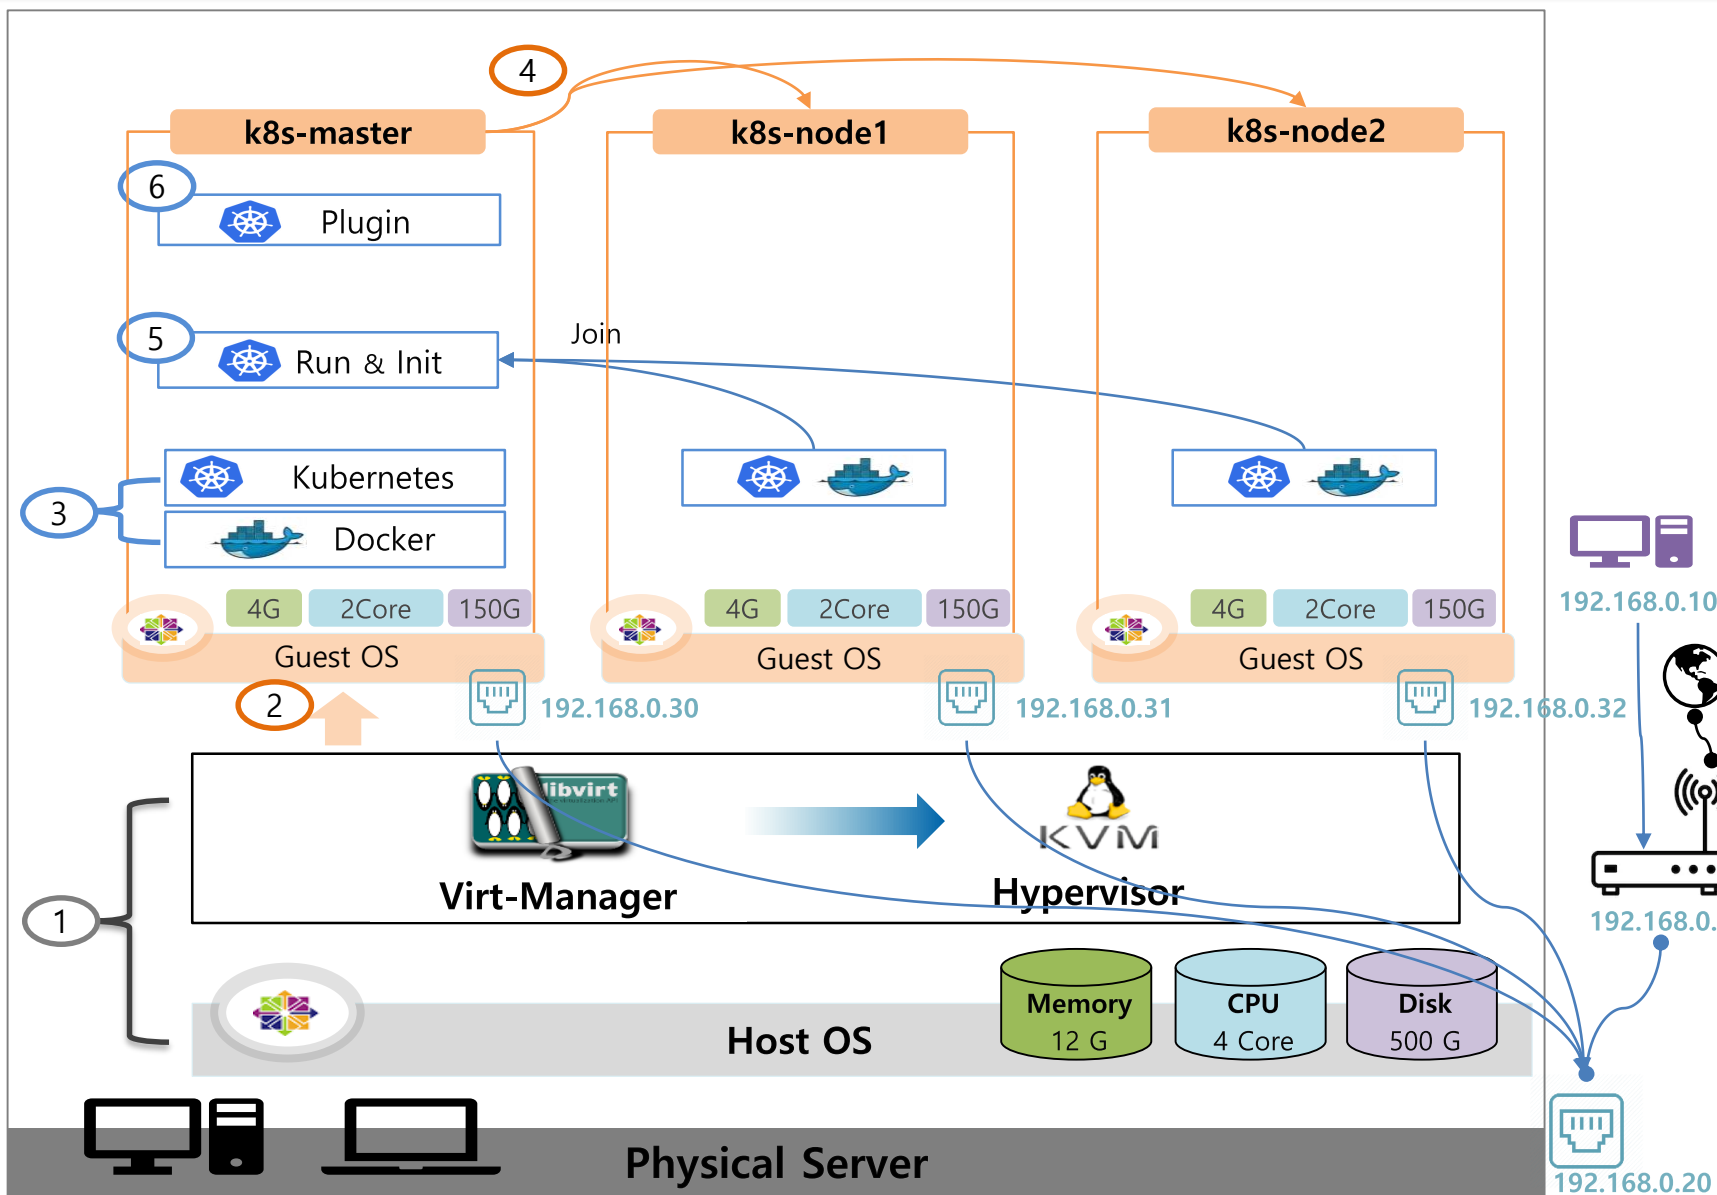 4
k8s-master
k8s-node1
k8s-node2
6
Plugin
5
Run & Init
Join
3
Kubernetes
Docker
4G
2Core
150G
4G
2Core
150G
4G
2Core
150G
Guest OS
Guest OS
Guest OS
2
192.168.0.30
192.168.0.31
192.168.0.32
192.168.0.10
libvirt
KVM
Virt-Manager
Hypervisor
1
192.168.0.
Memory
12 G
CPU
4 Core
Disk
500 G
Host OS
Physical Server
192.168.0.20